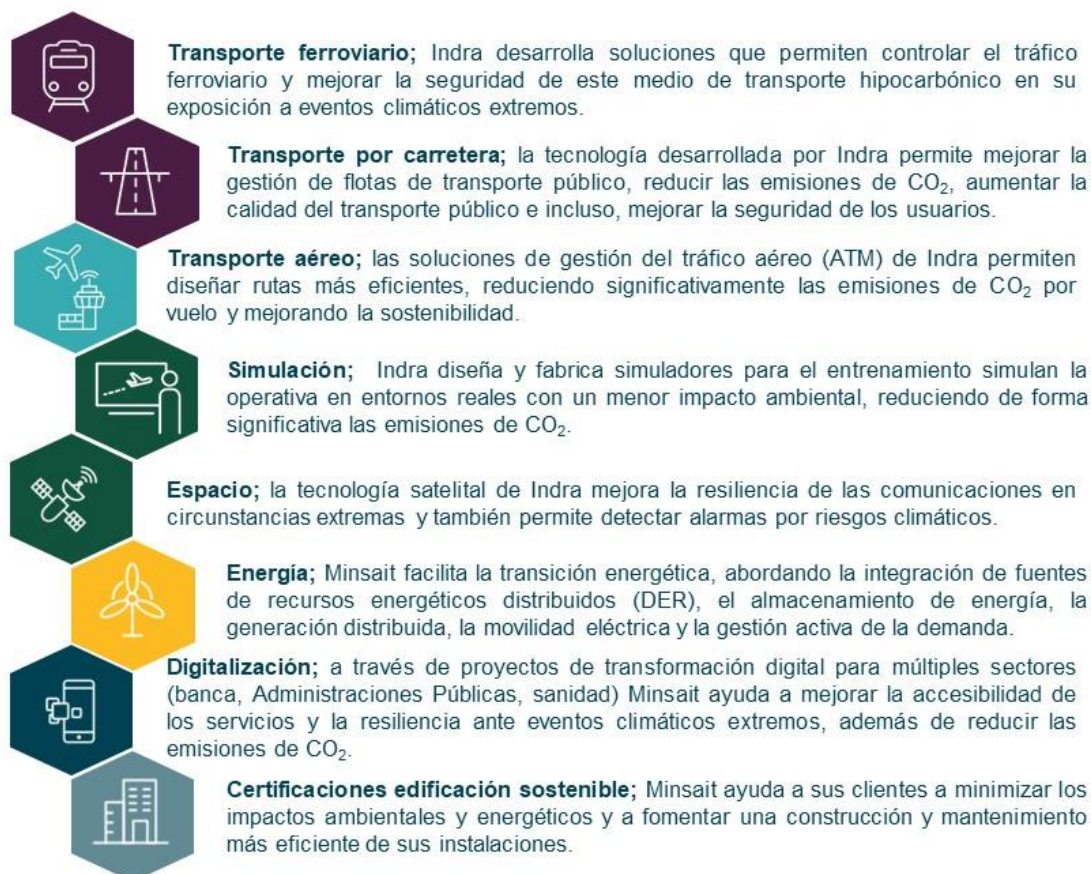 Transporte ferroviario; Indra desarrolla soluciones que permiten controlar el tráfico
ferroviario y mejorar la seguridad de este medio de transporte hipocarbónico en su
exposición a eventos climáticos extremos.
Transporte por carretera; la tecnología desarrollada por Indra permite mejorar la
gestión de flotas de transporte público, reducir las emisiones de CO₂, aumentar la
calidad del transporte público e incluso, mejorar la seguridad de los usuarios.
Transporte aéreo; las soluciones de gestión del tráfico aéreo (ATM) de Indra permiten
diseñar rutas más eficientes, reduciendo significativamente las emisiones de CO₂ por
vuelo y mejorando la sostenibilidad.
Simulación; Indra diseña y fabrica simuladores para el entrenamiento simulan la
operativa en entornos reales con un menor impacto ambiental, reduciendo de forma
significativa las emisiones de CO₂.
Espacio; la tecnología satelital de Indra mejora la resiliencia de las comunicaciones en
circunstancias extremas y también permite detectar alarmas por riesgos climáticos.
Energía; Minsait facilita la transición energética, abordando la integración de fuentes
de recursos energéticos distribuidos (DER), el almacenamiento de energía, la
generación distribuida, la movilidad eléctrica y la gestión activa de la demanda.
Digitalización; a través de proyectos de transformación digital para múltiples sectores
(banca, Administraciones Públicas, sanidad) Minsait ayuda a mejorar la accesibilidad de
los servicios y la resiliencia ante eventos climáticos extremos, además de reducir las
emisiones de CO₂.
Certificaciones edificación sostenible; Minsait ayuda a sus clientes a minimizar los
impactos ambientales y energéticos y a fomentar una construcción y mantenimiento
más eficiente de sus instalaciones.